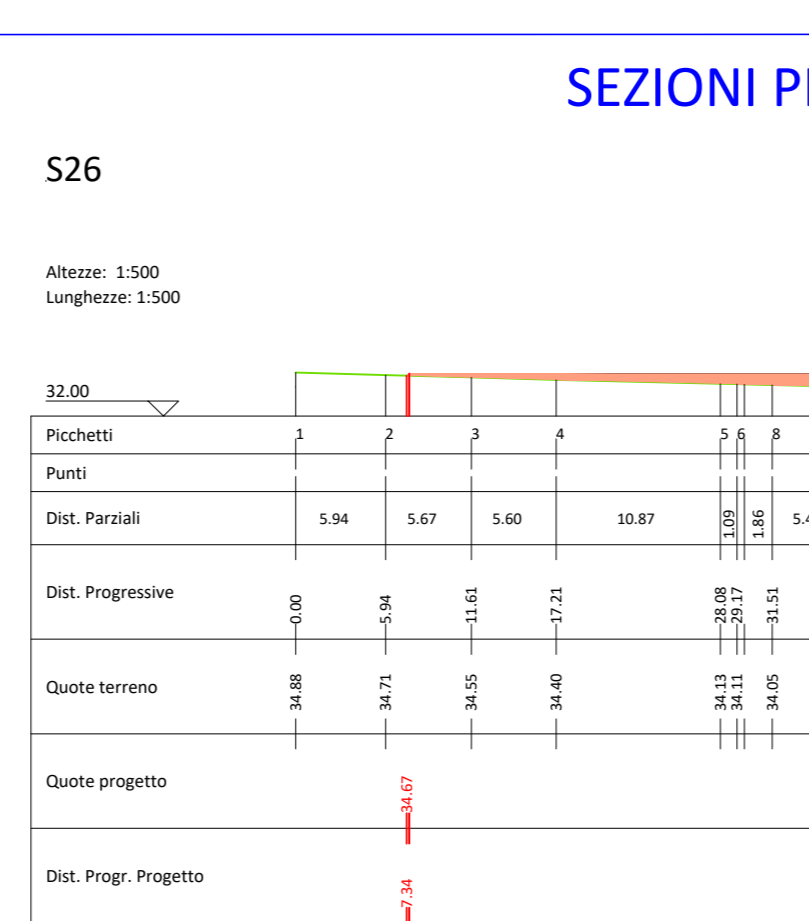 SEZIONI
S26
Altezze: 1:500
Lunghezze: 1:500
32.00
Picchetti 1 2 3 4 5 6 8
Punti
Dist. Parziali 5.94 5.67 5.60 10.87 1.09 1.86
Dist. Progressive 0.00 5.94 11.61 17.21 28.08 29.17 31.51
Quote terreno 34.88 34.71 34.55 34.40 34.13 34.11 34.05
Quote progetto 34.67
Dist. Progr. Progetto 7.34